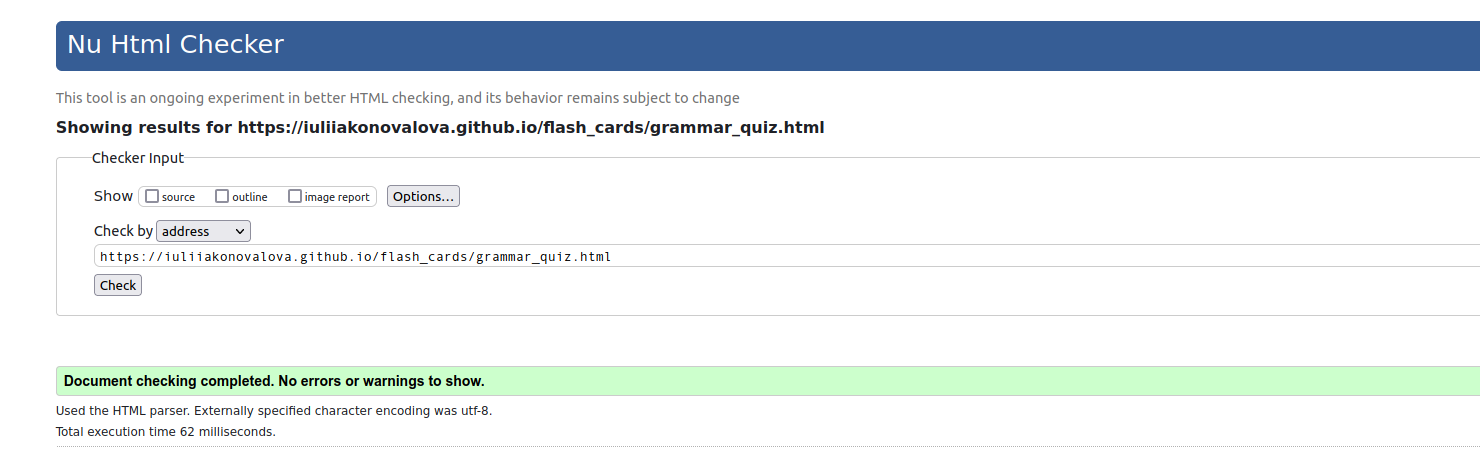 Nu Html Checker
This tool is an ongoing experiment in better HTML checking, and its behavior remains subject to change
Showing results for https://iuliiakonovalova.github.io/flash_cards/grammar_quiz.html
Checker Input
Show source outline image report Options...
Check by address
https://iuliiakonovalova.github.io/flash_cards/grammar_quiz.html
Check
Document checking completed. No errors or warnings to show.
Used the HTML parser. Externally specified character encoding was utf-8.
Total execution time 62 milliseconds.